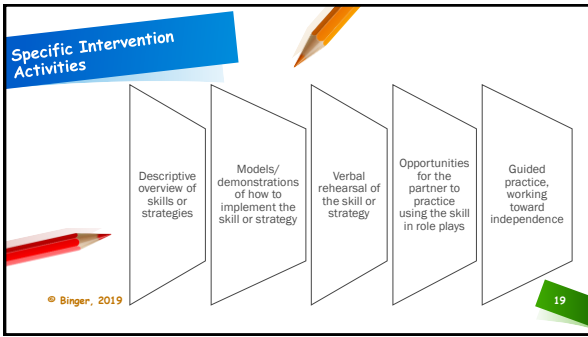 Specific Intervention
Activities
Descriptive
overview of
skills or
strategies
Models/
demonstrations
of how to
implement the
skill or strategy
Verbal
rehearsal of
the skill or
strategy
Opportunities
for the
partner to
practice
using the skill
in role plays
Guided
practice,
working
toward
independence
© Binger, 2019
19